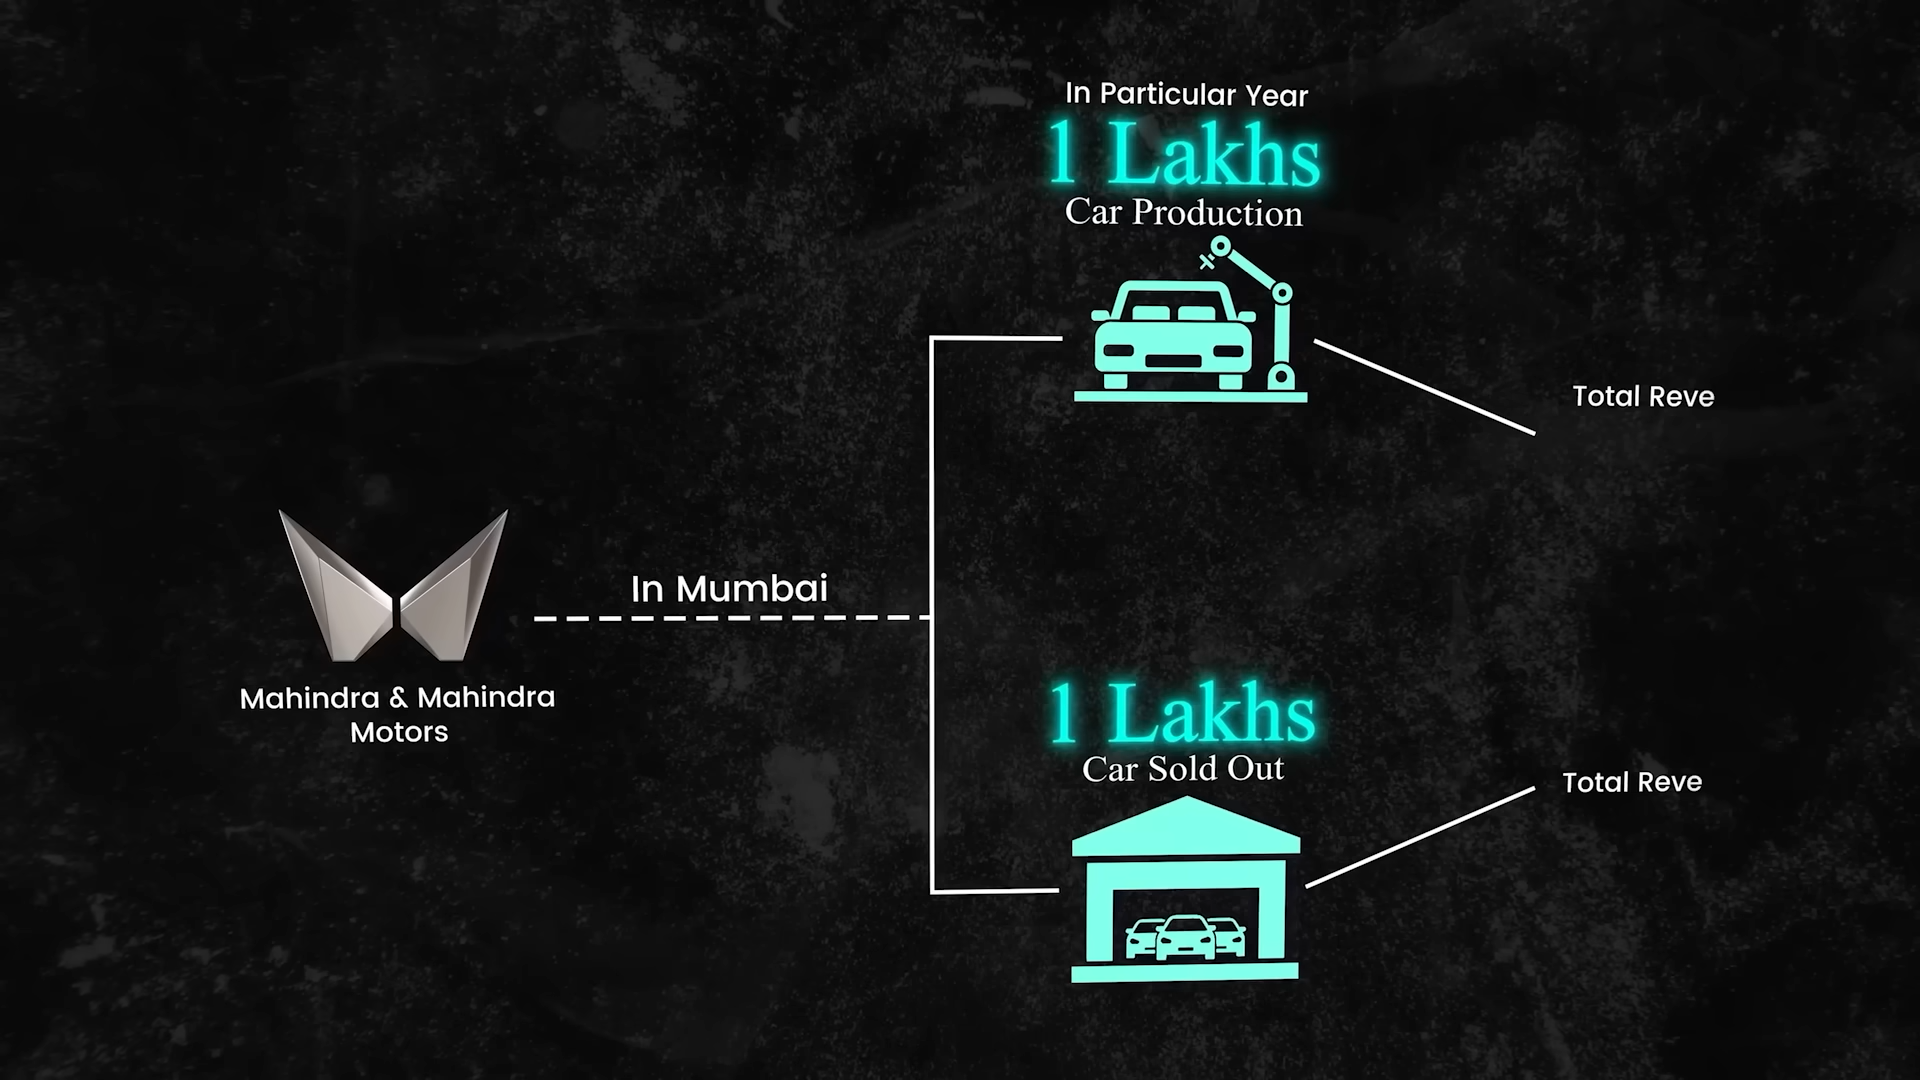 In Particular Year
1 Lakhs
Car Production
Total Reve
In Mumbai
Mahindra & Mahindra
Motors
1 Lakhs
Car Sold Out
Total Reve